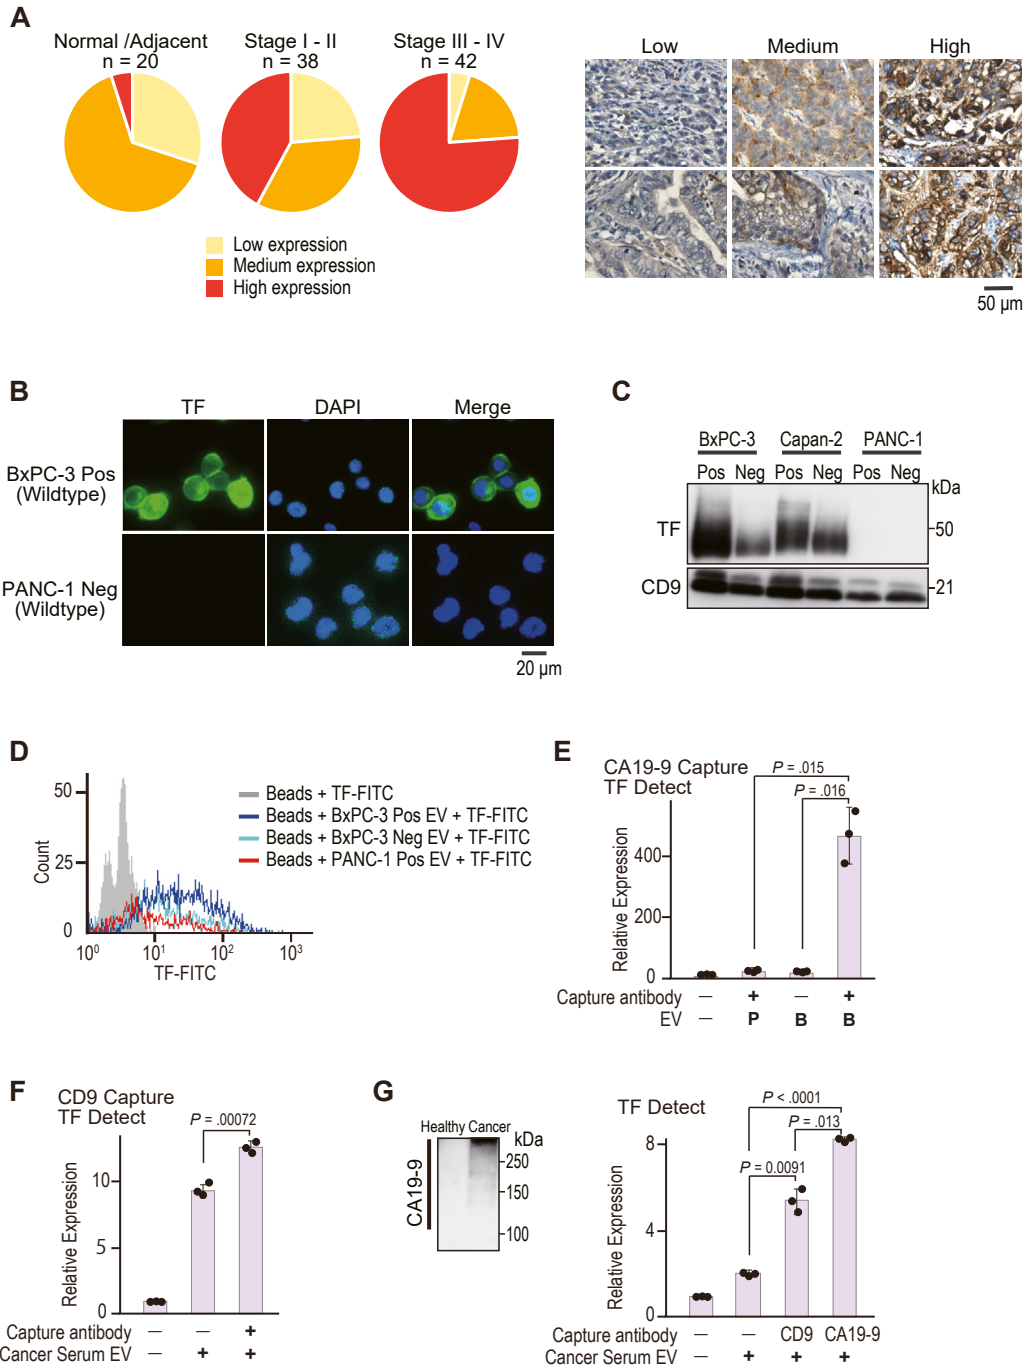 A
Normal /Adjacent
n = 20
Stage I - II
n = 38
Stage III - IV
n = 42
Low expression
Medium expression
High expression
Low
Medium
High
50 μm
B
TF
DAPI
Merge
BxPC-3 Pos
(Wildtype)
PANC-1 Neg
(Wildtype)
20 μm
C
BxPC-3
Capan-2
PANC-1
Pos Neg Pos Neg Pos Neg
kDa
TF
50
CD9
21
D
50
25
0
Count
10⁰ 10¹ 10² 10³
TF-FITC
Beads + TF-FITC
Beads + BxPC-3 Pos EV + TF-FITC
Beads + BxPC-3 Neg EV + TF-FITC
Beads + PANC-1 Pos EV + TF-FITC
E
CA19-9 Capture
TF Detect
P = .015
P = .016
Relative Expression
400
200
0
Capture antibody — + — +
EV — P B B
F
CD9 Capture
TF Detect
P = .00072
Relative Expression
10
5
0
Capture antibody — — +
Cancer Serum EV — + +
G
Healthy Cancer
kDa
CA19-9
250
150
100
TF Detect
P < .0001
P = .013
P = 0.0091
Relative Expression
8
4
0
Capture antibody — — CD9 CA19-9
Cancer Serum EV — + + +